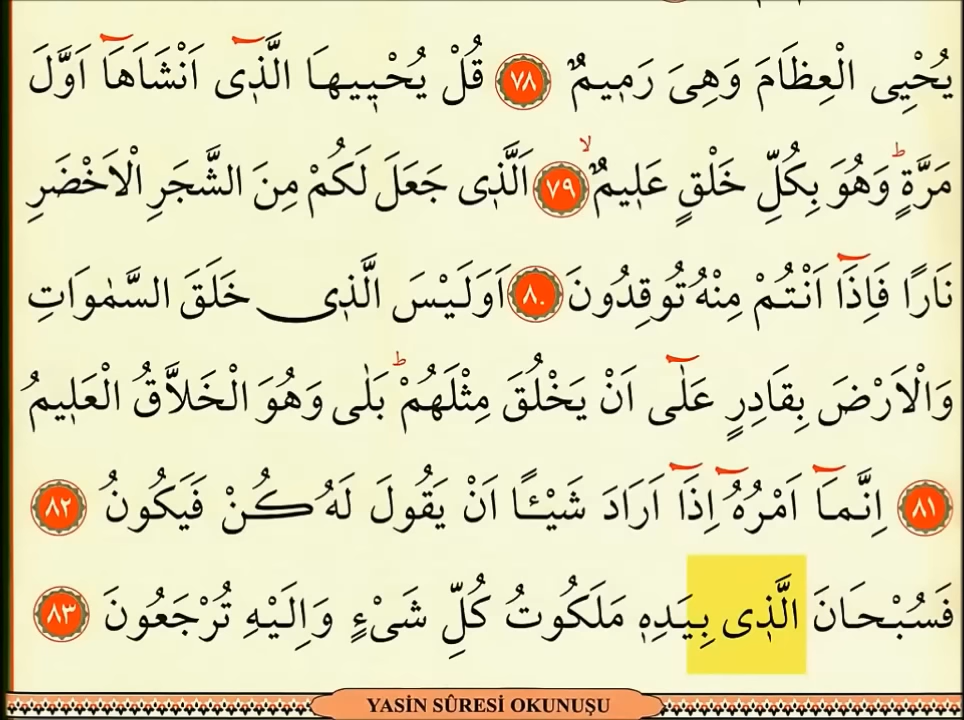 يُحْيِى الْعِظَامَ وَهِىَ رَمٖيمٌ ﴿٧٨﴾ قُلْ يُحْيٖيهَا الَّذٖٓى اَنْشَاَهَٓا اَوَّلَ
مَرَّةٍؕ وَهُوَ بِكُلِّ خَلْقٍ عَلٖيمٌۙ ﴿٧٩﴾ اَلَّذٖى جَعَلَ لَكُمْ مِنَ الشَّجَرِ الْاَخْضَرِ
نَارًا فَاِذَٓا اَنْتُمْ مِنْهُ تُوقِدُونَ ﴿٨٠﴾ اَوَلَيْسَ الَّذٖى خَلَقَ السَّمٰوَاتِ
وَالْاَرْضَ بِقَادِرٍ عَلٰٓى اَنْ يَخْلُقَ مِثْلَهُمْؕ بَلٰى وَهُوَ الْخَلَّاقُ الْعَلٖيمُ
﴿٨١﴾ اِنَّمَٓا اَمْرُهُٓ اِذَٓا اَرَادَ شَيْـًٔا اَنْ يَقُولَ لَهُ كُنْ فَيَكُونُ ﴿٨٢﴾
فَسُبْحَانَ الَّذٖى بِيَدِهٖ مَلَكُوتُ كُلِّ شَىْءٍ وَاِلَيْهِ تُرْجَعُونَ ﴿٨٣﴾
YASİN SÛRESİ OKUNUŞU